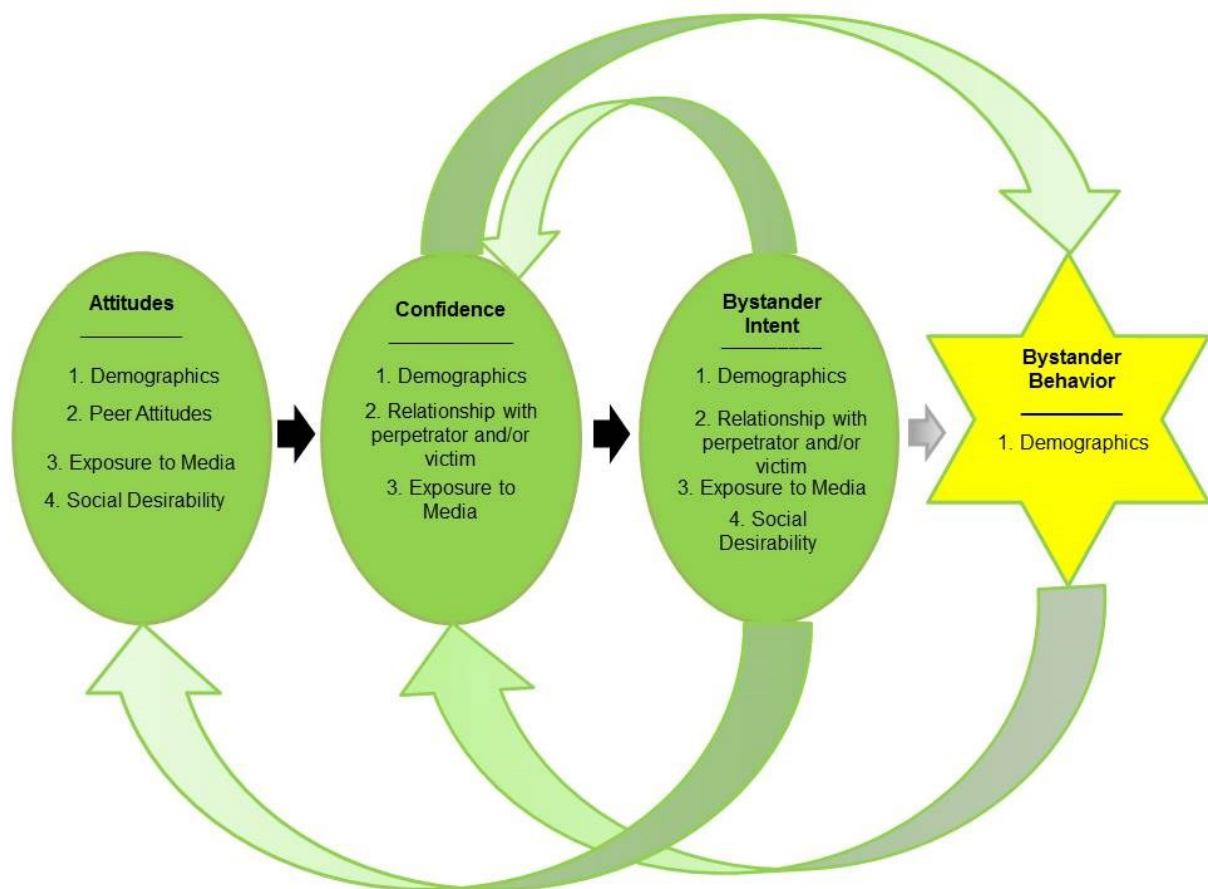 Attitudes
1. Demographics
2. Peer Attitudes
3. Exposure to Media
4. Social Desirability
Confidence
1. Demographics
2. Relationship with
perpetrator and/or
victim
3. Exposure to
Media
Bystander
Intent
1. Demographics
2. Relationship with
perpetrator and/or
victim
3. Exposure to Media
4. Social
Desirability
Bystander
Behavior
1. Demographics